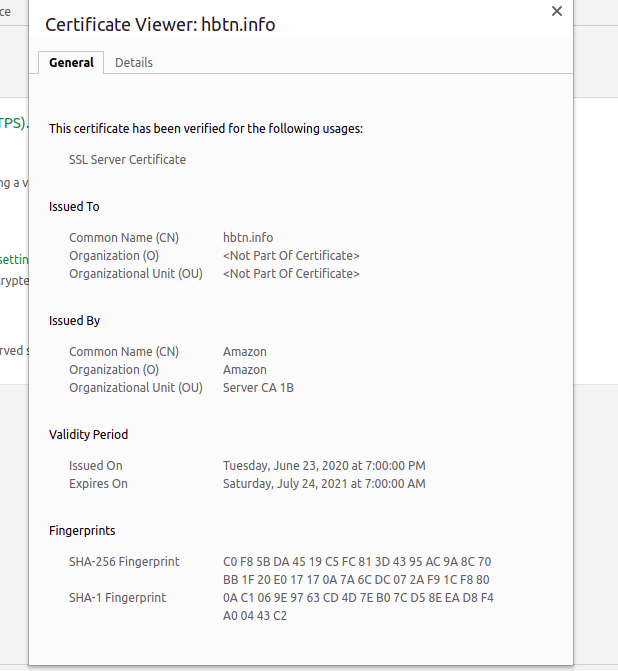 ce
Certificate Viewer: hbtn.info
General Details
TPS).
This certificate has been verified for the following usages:
SSL Server Certificate
ng a v
Issued To
Common Name (CN) hbtn.info
Organization (O) <Not Part Of Certificate>
settin
Organizational Unit (OU) <Not Part Of Certificate>
rypte
Issued By
rved s
Common Name (CN) Amazon
Organization (O) Amazon
Organizational Unit (OU) Server CA 1B
Validity Period
Issued On Tuesday, June 23, 2020 at 7:00:00 PM
Expires On Saturday, July 24, 2021 at 7:00:00 AM
Fingerprints
SHA-256 Fingerprint C0 F8 5B DA 45 19 C5 FC 81 3D 43 95 AC 9A 8C 70
BB 1F 20 E0 17 17 0A 7A 6C DC 07 2A F9 1C F8 80
SHA-1 Fingerprint 0A C1 06 9E 97 63 CD 4D 7E B0 7C D5 8E EA D8 F4
A0 04 43 C2